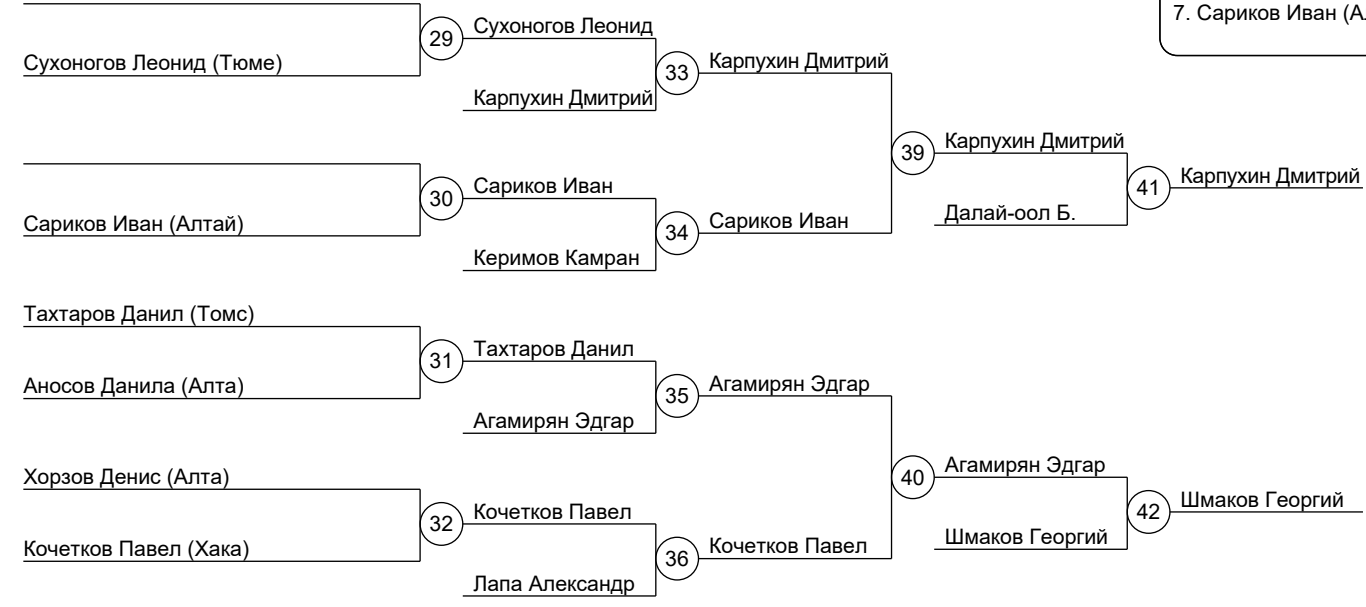 7. Сариков Иван (А
29
Сухоногов Леонид
Сухоногов Леонид (Тюме)
33
Карпухин Дмитрий
Карпухин Дмитрий
39
Карпухин Дмитрий
41
Карпухин Дмитрий
30
Сариков Иван
Сариков Иван (Алтай)
34
Сариков Иван
Далай-оол Б.
Керимов Камран
Тахтаров Данил (Томс)
31
Тахтаров Данил
Аносов Данила (Алта)
35
Агамирян Эдгар
Агамирян Эдгар
Хорзов Денис (Алта)
40
Агамирян Эдгар
42
Шмаков Георгий
32
Кочетков Павел
Кочетков Павел (Хака)
36
Кочетков Павел
Шмаков Георгий
Лапа Александр